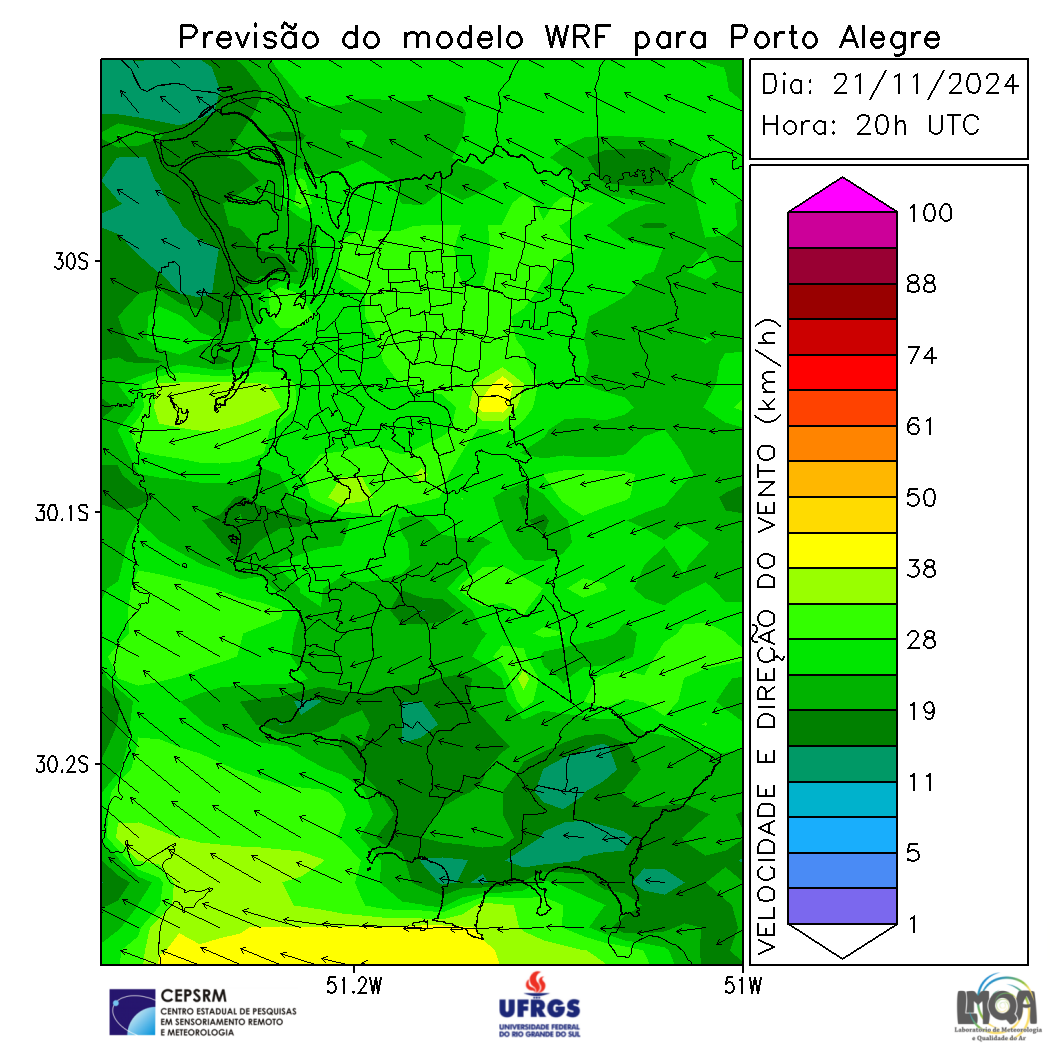 Previsão do modelo WRF para Porto Alegre
Dia: 21/11/2024
Hora: 20h UTC
30S
30.1S
30.2S
51.2W
51W
VELOCIDADE E DIREÇÃO DO VENTO (km/h)
100
88
74
61
50
38
28
19
11
5
1
CEPSRM
CENTRO ESTADUAL DE PESQUISAS
EM SENSORIAMENTO REMOTO
E METEOROLOGIA
UFRGS
UNIVERSIDADE FEDERAL
DO RIO GRANDE DO SUL
LMQA
Laboratório de Meteorologia
e Qualidade do Ar